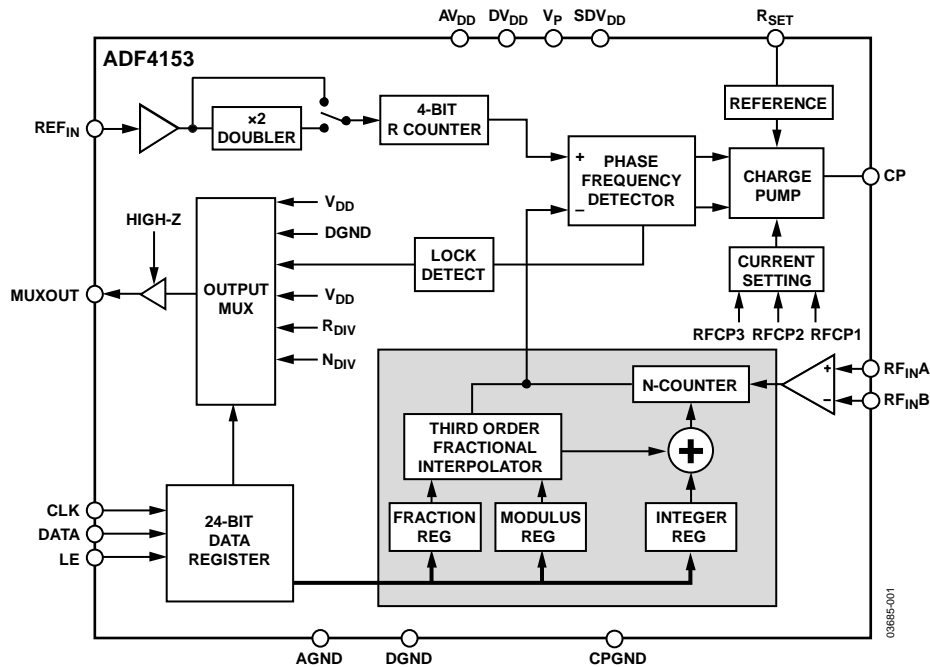 AVDD DVDD VP SDVDD RSET
ADF4153
REFIN
×2
DOUBLER
4-BIT
R COUNTER
REFERENCE
+
−
PHASE
FREQUENCY
DETECTOR
CHARGE
PUMP
CP
HIGH-Z
MUXOUT
OUTPUT
MUX
VDD
DGND
VDD
RDIV
NDIV
LOCK
DETECT
CURRENT
SETTING
RFCP3 RFCP2 RFCP1
N-COUNTER
+
−
RFINA
RFINB
THIRD ORDER
FRACTIONAL
INTERPOLATOR
+
CLK
DATA
LE
24-BIT
DATA
REGISTER
FRACTION
REG
MODULUS
REG
INTEGER
REG
AGND DGND CPGND
03685-001